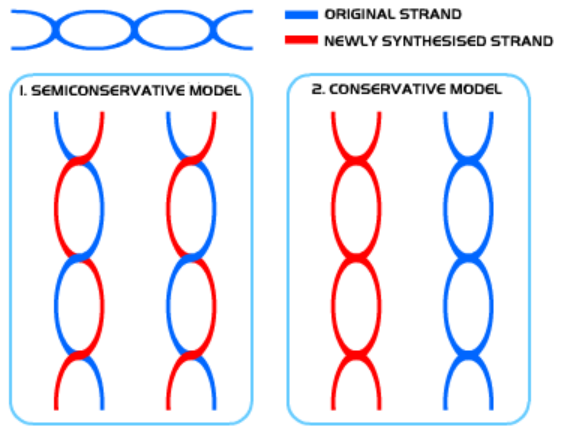 ORIGINAL STRAND
NEWLY SYNTHESISED STRAND
1. SEMICONSERVATIVE MODEL
2. CONSERVATIVE MODEL